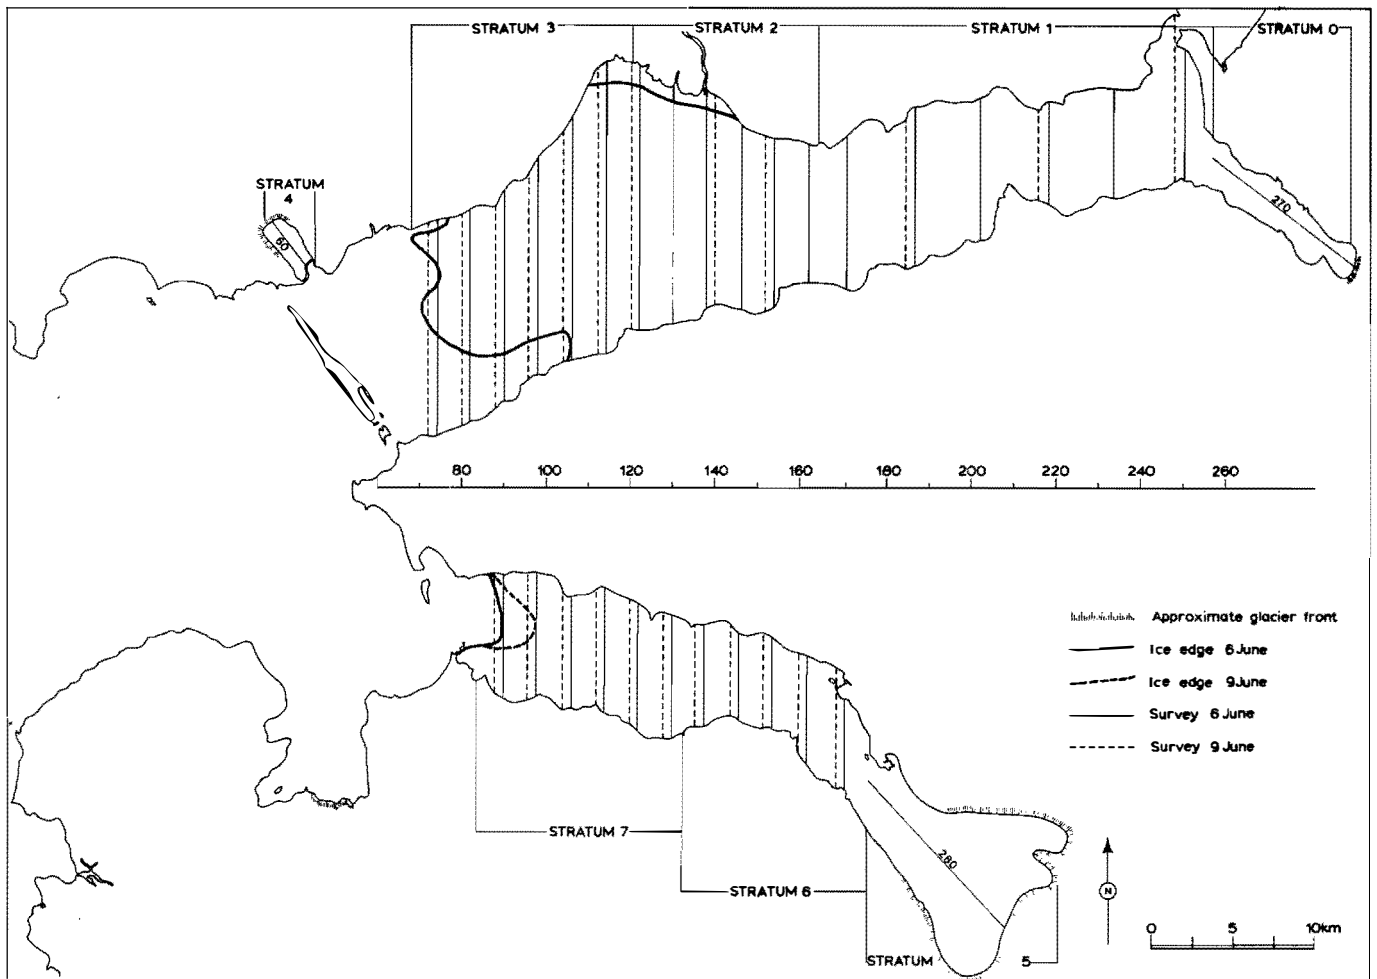 STRATUM 3
STRATUM 2
STRATUM 1
STRATUM 0
STRATUM
4
60
270
80 100 120 140 160 180 200 220 240 260
Approximate glacier front
Ice edge 6 June
Ice edge 9 June
Survey 6 June
Survey 9 June
STRATUM 7
STRATUM 6
280
STRATUM 5
N
0 5 10km